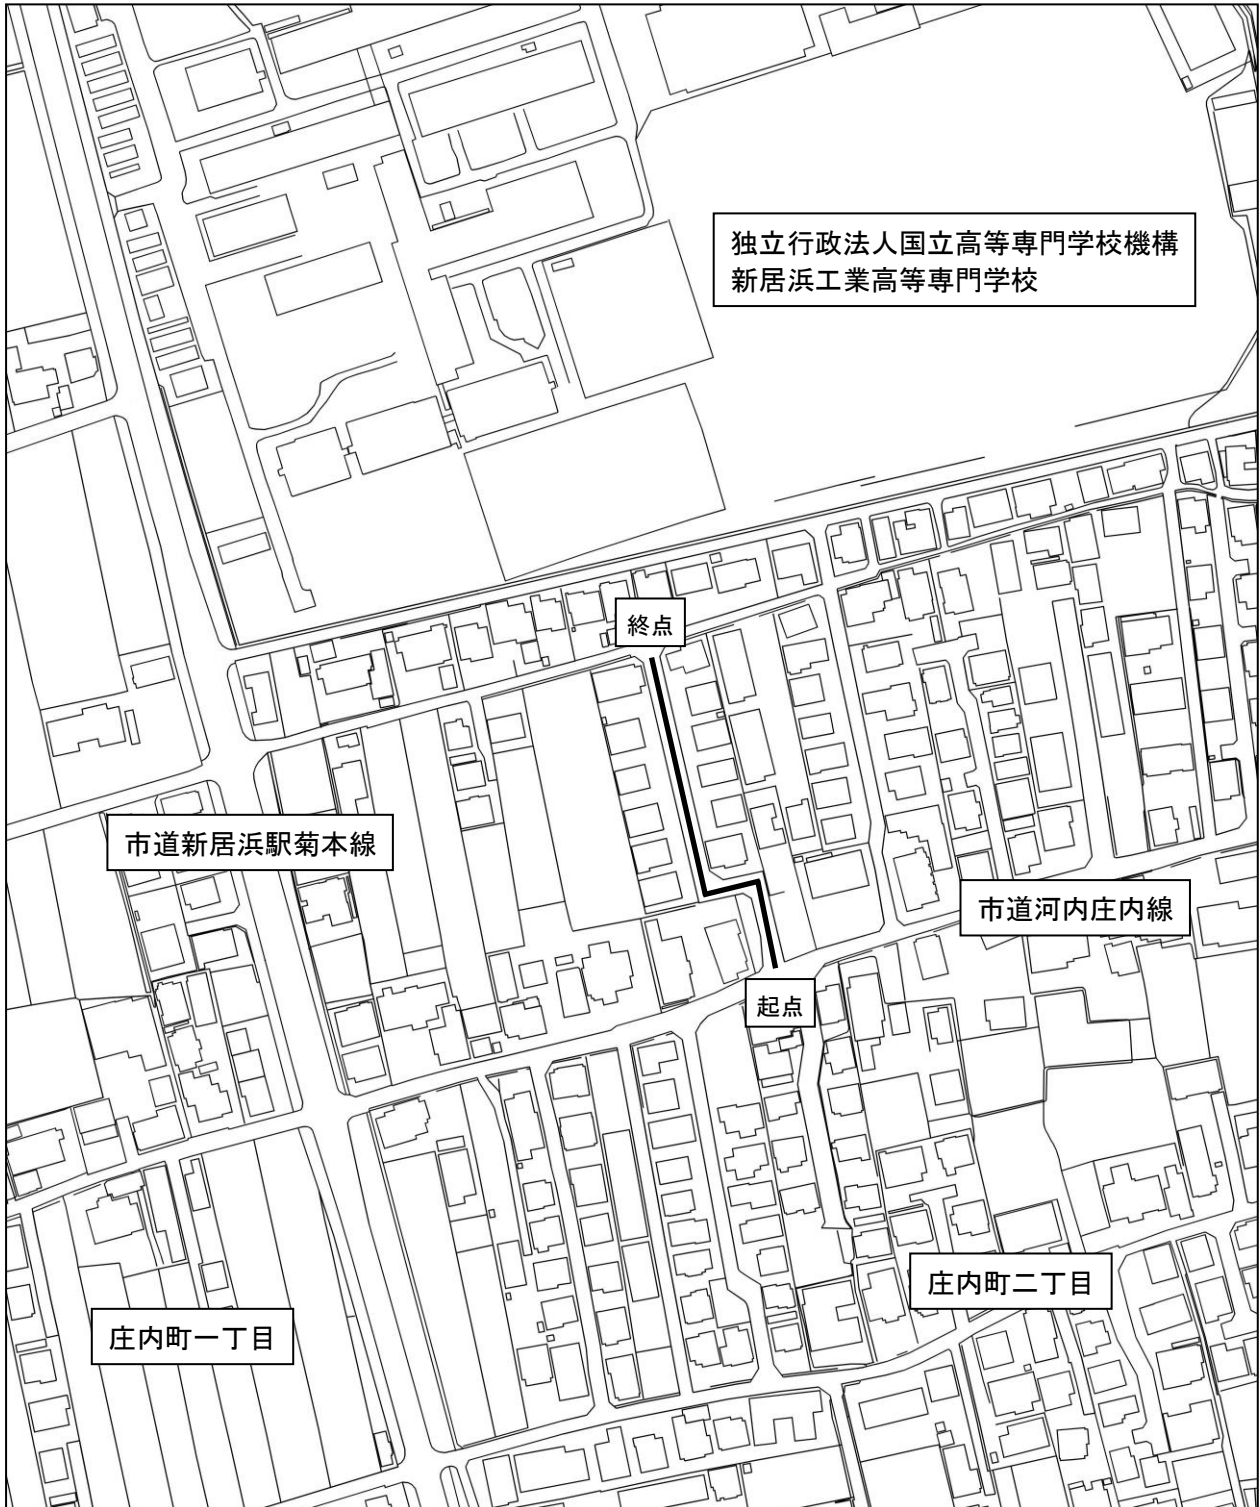 独立行政法人国立高等専門学校機構
新居浜工業高等専門学校
終点
市道新居浜駅菊本線
市道河内庄内線
起点
庄内町二丁目
庄内町一丁目